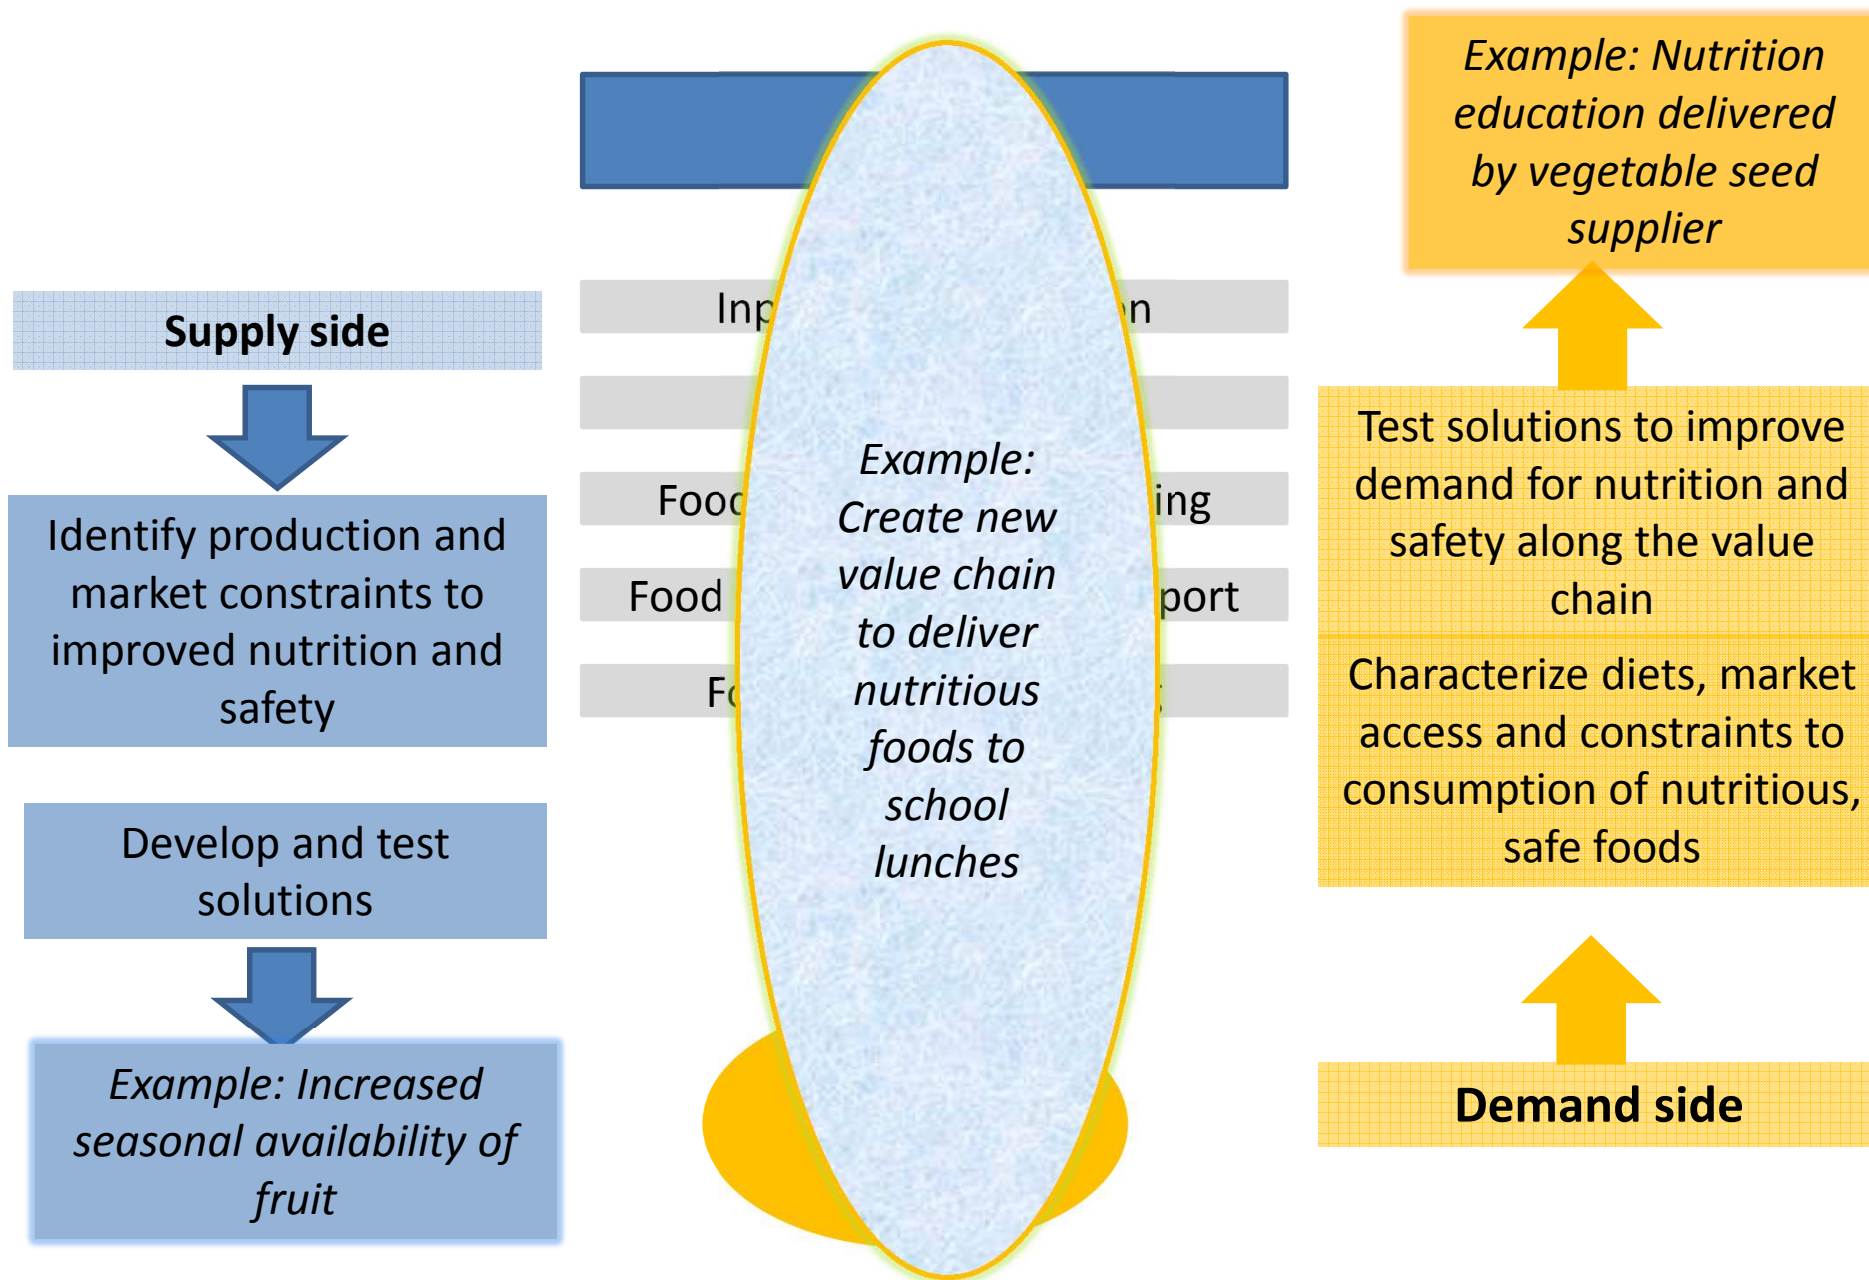 Supply side
Identify production and
market constraints to
improved nutrition and
safety
Develop and test
solutions
Example: Increased
seasonal availability of
fruit
Food
port
ing
Example:
Create new
value chain
to deliver
nutritious
foods to
school
lunches
Example: Nutrition
education delivered
by vegetable seed
supplier
Test solutions to improve
demand for nutrition and
safety along the value
chain
Characterize diets, market
access and constraints to
consumption of nutritious,
safe foods
Demand side